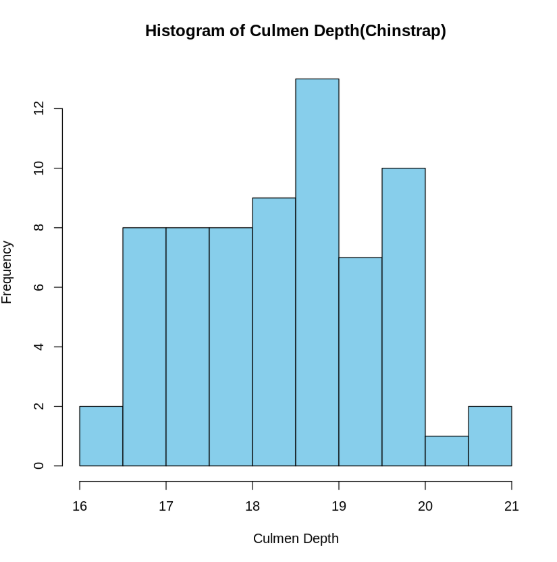 Histogram of Culmen Depth(Chinstrap)
Frequency
12
10
8
6
4
2
0
16 17 18 19 20 21
Culmen Depth